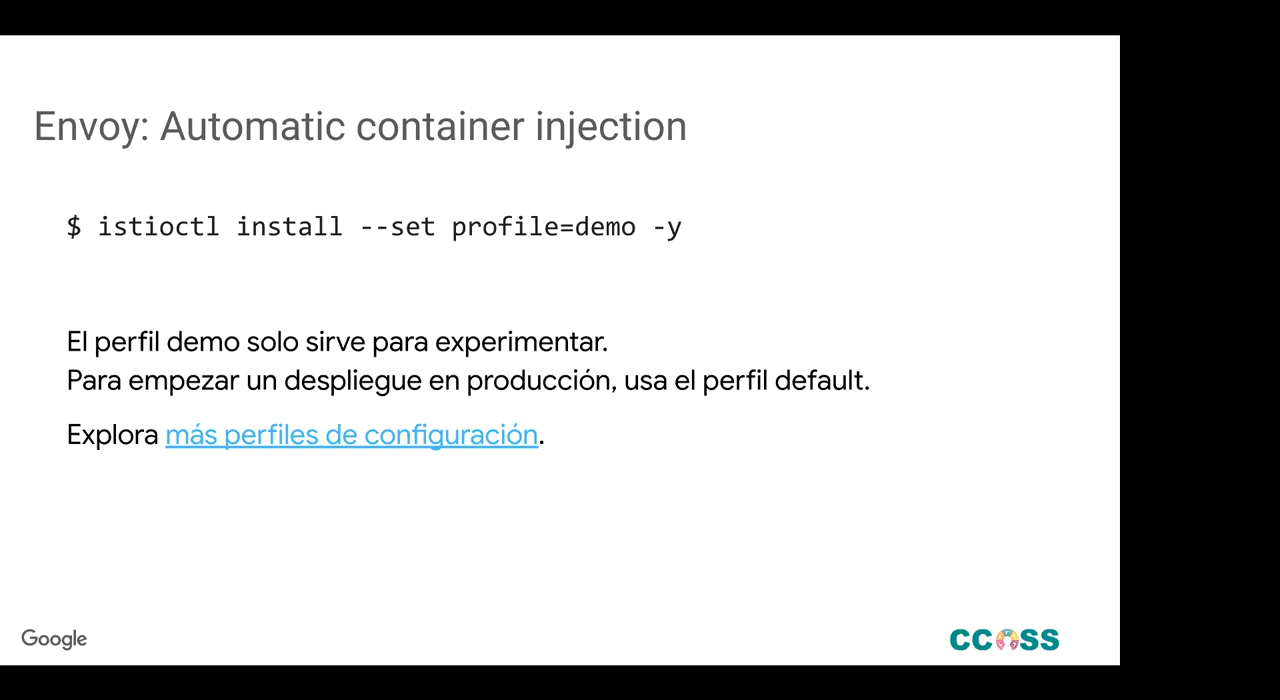 Envoy: Automatic container injection
$ istioctl install --set profile=demo -y
El perfil demo solo sirve para experimentar.
Para empezar un despliegue en producción, usa el perfil default.
Explora más perfiles de configuración.
Google
CCOSS